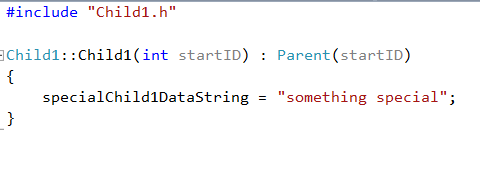 #include "Child1.h"
Child1::Child1(int startID) : Parent(startID)
{
specialChild1DataString = "something special";
}